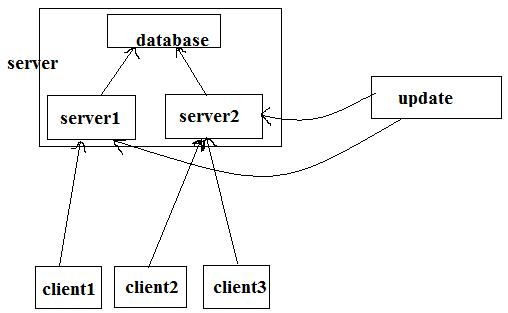 database
server
server1
server2
update
client1
client2
client3